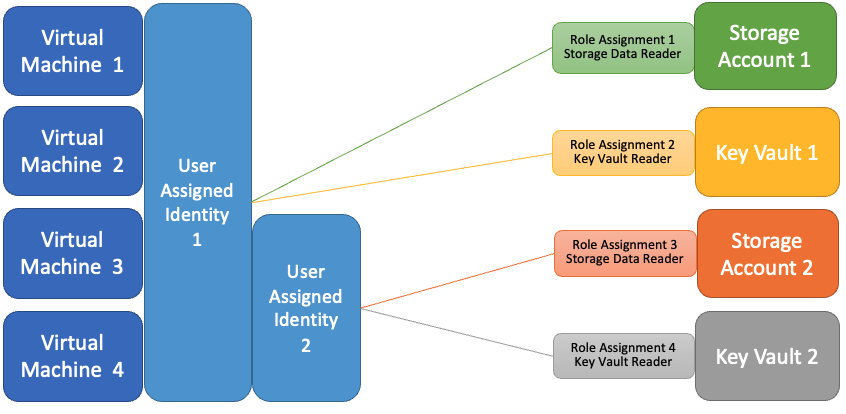 Virtual
Machine 1
Virtual
Machine 2
Virtual
Machine 3
Virtual
Machine 4
User
Assigned
Identity
1
User
Assigned
Identity
2
Role Assignment 1
Storage Data Reader
Storage
Account 1
Role Assignment 2
Key Vault Reader
Key Vault 1
Role Assignment 3
Storage Data Reader
Storage
Account 2
Role Assignment 4
Key Vault Reader
Key Vault 2